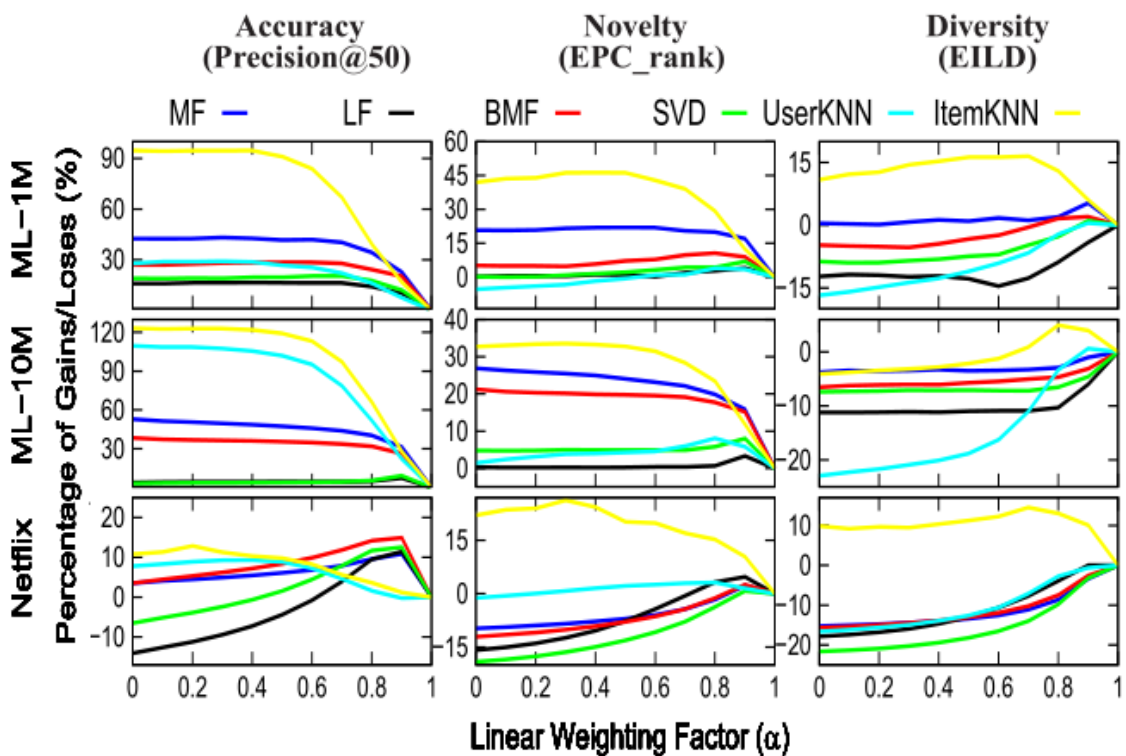 Accuracy
(Precision@50)
Novelty
(EPC_rank)
Diversity
(EILD)
MF LF BMF SVD UserKNN ItemKNN
Netflix ML-10M ML-1M
Percentage of Gains/Loses (%)
90
60
30
60
45
30
15
0
15
0
-15
120
90
60
30
40
30
20
10
0
0
-10
-20
20
10
0
-10
15
0
-15
10
0
-10
-20
0 0.2 0.4 0.6 0.8 1
0 0.2 0.4 0.6 0.8 1
0 0.2 0.4 0.6 0.8 1
Linear Weighting Factor (α)